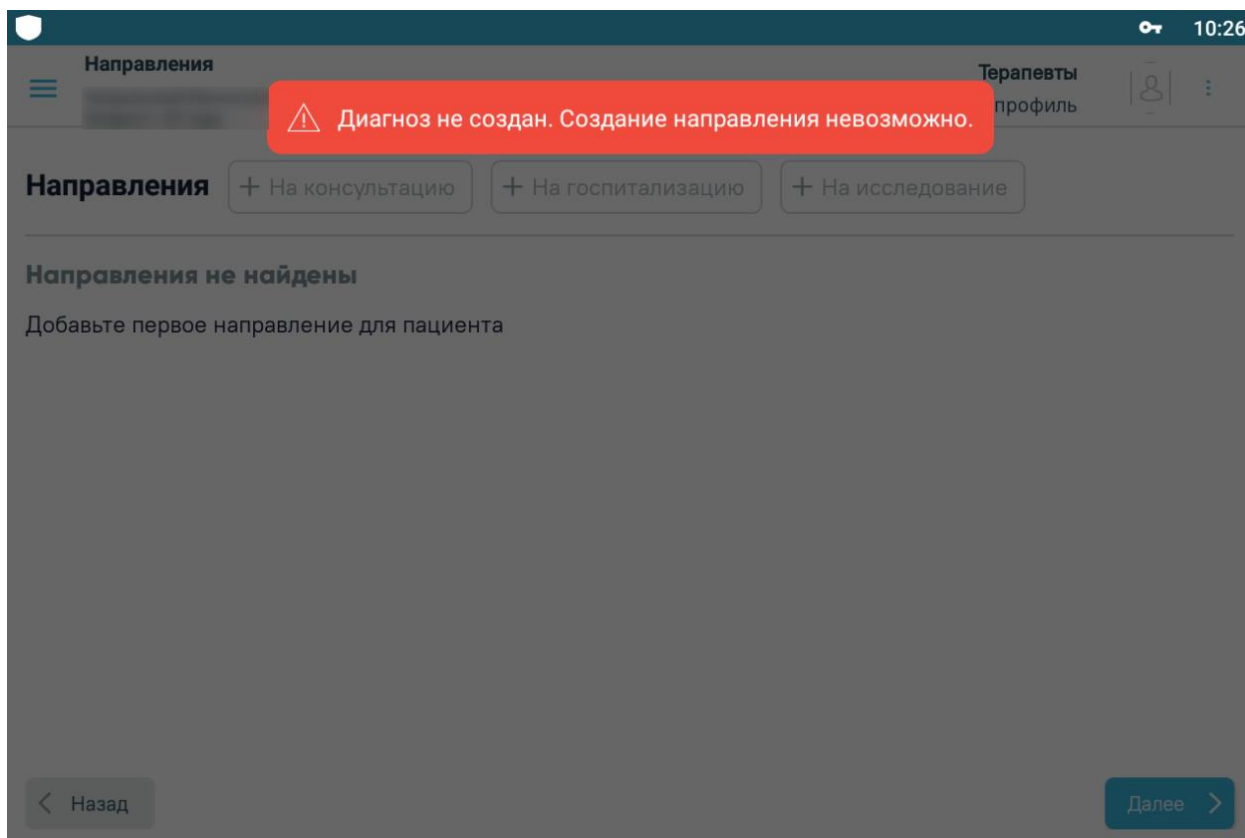 10:26
Направления
Терапевты
профиль
Диагноз не создан. Создание направления невозможно.
Направления
+ На консультацию
+ На госпитализацию
+ На исследование
Направления не найдены
Добавьте первое направление для пациента
Назад
Далее